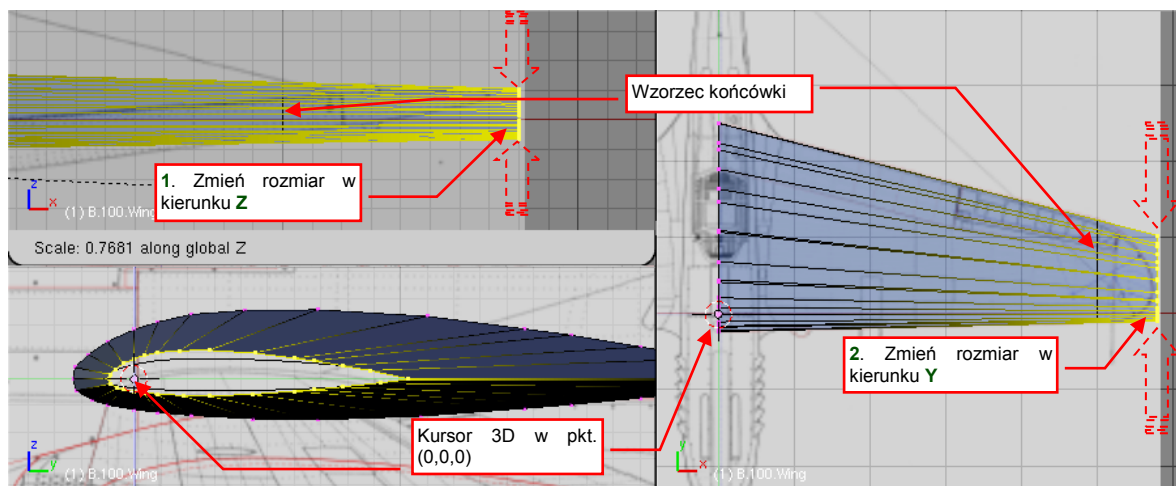 Wzorzec końcówki
1. Zmień rozmiar w
kierunku Z
z
x
(1) B.100.Wing
Scale: 0.7681 along global Z
2. Zmień rozmiar w
kierunku Y
Kursor 3D w pkt.
(0,0,0)
z
y
(1) B.100.Wing
y
x
(1) B.100.Wing